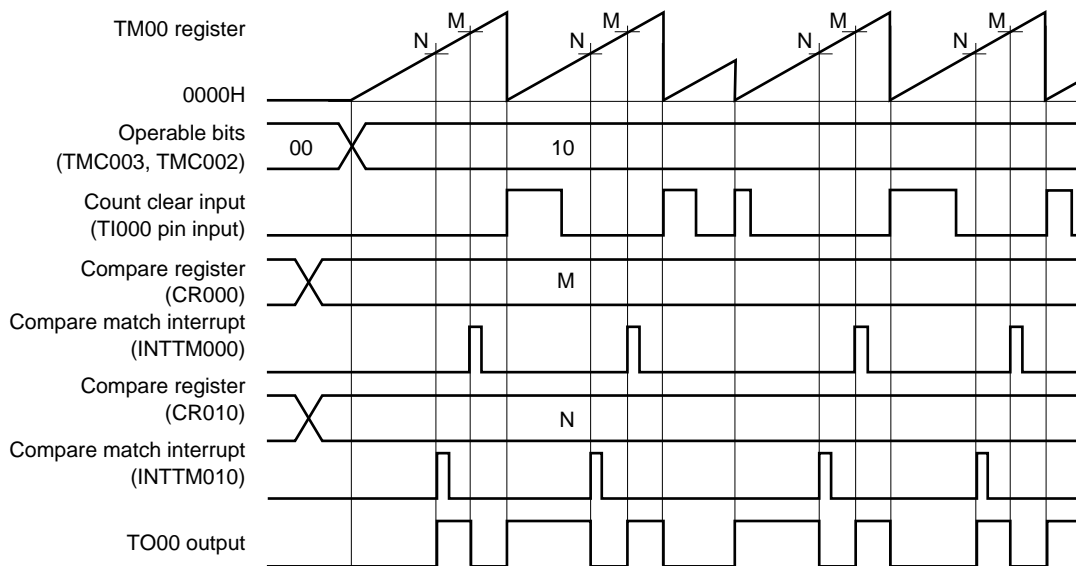 M
M
M
M
TM00 register
N
N
N
N
0000H
Operable bits
(TMC003, TMC002)
00
10
Count clear input
(TI000 pin input)
Compare register
(CR000)
M
Compare match interrupt
(INTTM000)
Compare register
(CR010)
N
Compare match interrupt
(INTTM010)
TO00 output